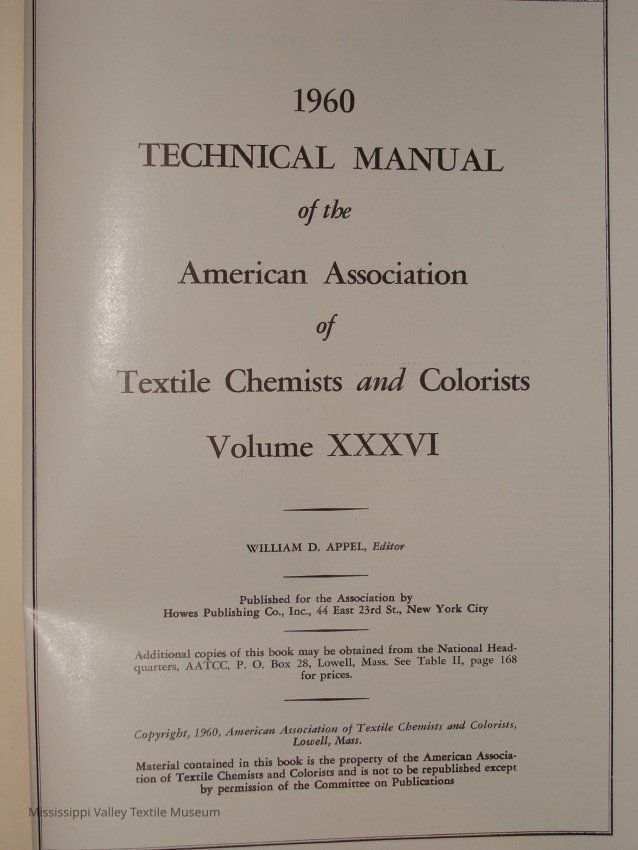 1960
TECHNICAL MANUAL
of the
American Association
of
Textile Chemists and Colorists
Volume XXXVI
WILLIAM D. APPEL, Editor
Published for the Association by
Howes Publishing Co., Inc., 44 East 23rd St., New York City
Additional copies of this book may be obtained from the National Head-
quarters, AATCC, P. O. Box 28, Lowell, Mass. See Table II, page 168
for prices.
Copyright, 1960, American Association of Textile Chemists and Colorists,
Lowell, Mass.
Material contained in this book is the property of the American Associa-
tion of Textile Chemists and Colorists and is not to be republished except
by permission of the Committee on Publications
Mississippi Valley Textile Museum